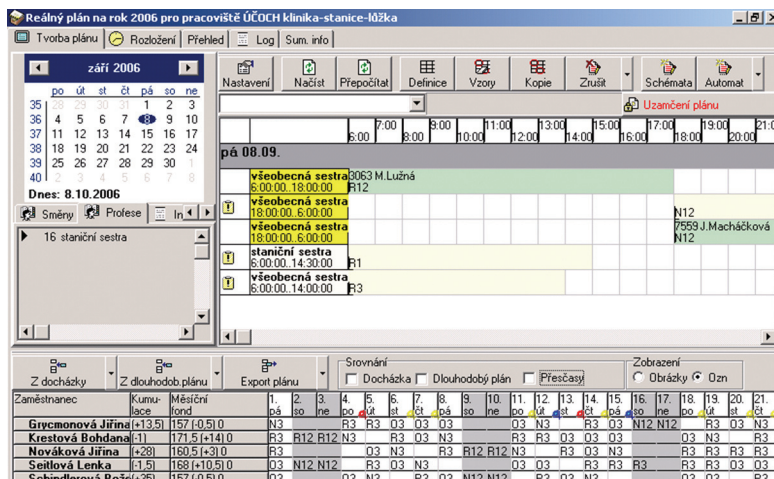 Reálný plán na rok 2006 pro pracoviště ÚČOCH klinika-stanice-lůžka
Tvorba plánu Rozložení Přehled Log Sum. info
září 2006
po út st čt pá so ne
35 28 29 30 31 1 2 3
36 4 5 6 7 8 9 10
37 11 12 13 14 15 16 17
38 18 19 20 21 22 23 24
39 25 26 27 28 29 30 1
40 2 3 4 5 6 7 8
Dnes: 8.10.2006
Směny Profese In
16 staniční sestra
Nastavení Načíst Přepočítat Definice Vzory Kopie Zrušit Schémata Automat
Uzamčení plánu
7:00 9:00 11:00 13:00 15:00 17:00 19:00 21:0
6:00 8:00 10:00 12:00 14:00 16:00 18:00 20:00
pá 08.09.
všeobecná sestra 3063 M.Lužná
6:00:00..18:00:00 R12
všeobecná sestra
18:00:00..6:00:00 N12
všeobecná sestra 7559 J.Macháčková
18:00:00..6:00:00 N12
staniční sestra
6:00:00..14:30:00 R1
všeobecná sestra
6:00:00..14:00:00 R3
Z docházky Z dlouhodob.plánu Export plánu
Srovnání
Docházka Dlouhodobý plán Přesčasy
Zobrazení
Obrázky Ozn
Zaměstnanec Kumu-lace Měsíční fond 1. pá 2. so 3. ne 4. po 5. út 6. st 7. čt 8. pá 9. so 10. ne 11. po 12. út 13. st 14. čt 15. pá 16. so 17. ne 18. po 19. út 20. st 21. čt
Grycmonová Jiřina (+13,5) 157 (-0,5) 0 N3 R3 R3 O3 O3 N3 O3 N3 R3 O3 N12 N12 R3 O3 N3
Krestová Bohdana (-1) 171,5 (+14) 0 R3 R12 R12 N3 O3 R3 R3 R3 O3 O3 O3 N3 R3
Nováková Jiřina (+28) 160,5 (+3) 0 R3 O3 N3 R3 R12 R12 N3 R3 O3 N3 R3 O3 R3
Seitlová Lenka (-1,5) 168 (+10,5) 0 O3 N12 N12 R3 O3 N3 O3 O3 R3 R3 R3 O3 N3 R3